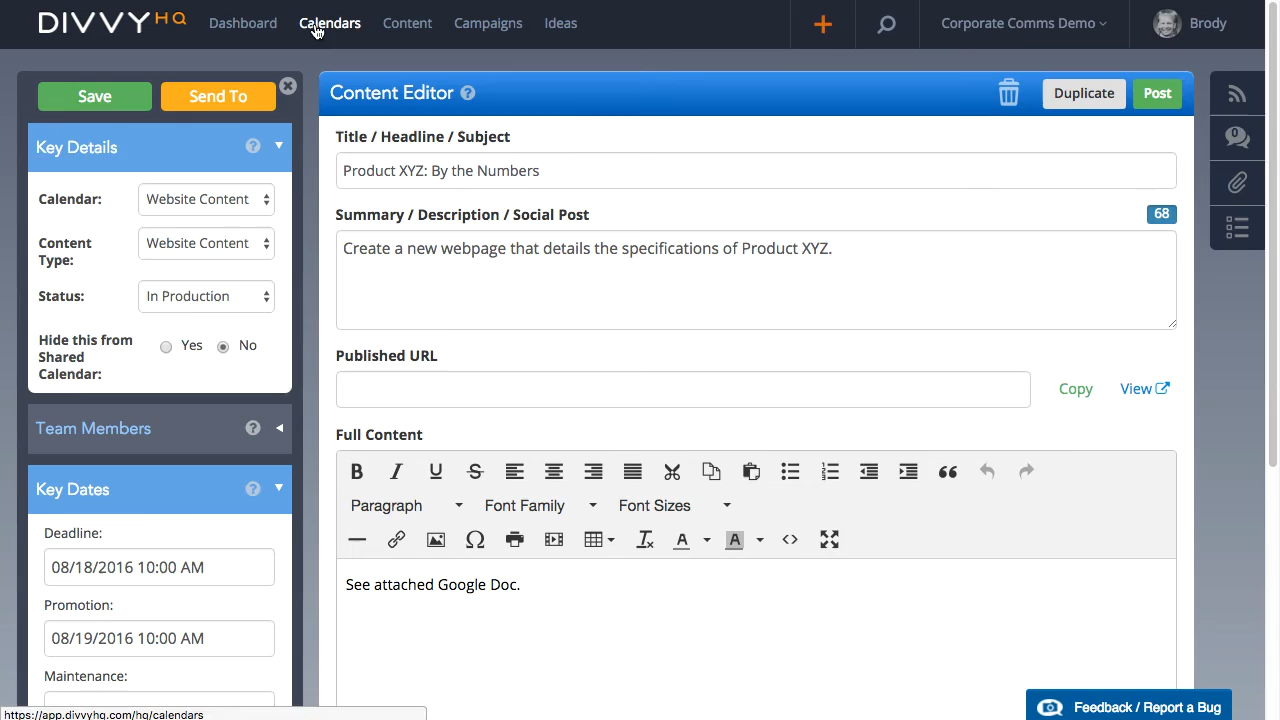 DIVVYHQ Dashboard Calendars Content Campaigns Ideas Corporate Comms Demo Brody
Save Send To
Key Details
Calendar: Website Content
Content Type: Website Content
Status: In Production
Hide this from Shared Calendar: Yes No
Team Members
Key Dates
Deadline:
08/18/2016 10:00 AM
Promotion:
08/19/2016 10:00 AM
Maintenance:
https://app.divvyhq.com/hq/calendars
Content Editor Duplicate Post
Title / Headline / Subject
Product XYZ: By the Numbers
Summary / Description / Social Post 68
Create a new webpage that details the specifications of Product XYZ.
Published URL
Copy View
Full Content
Paragraph Font Family Font Sizes
See attached Google Doc.
0
Feedback / Report a Bug